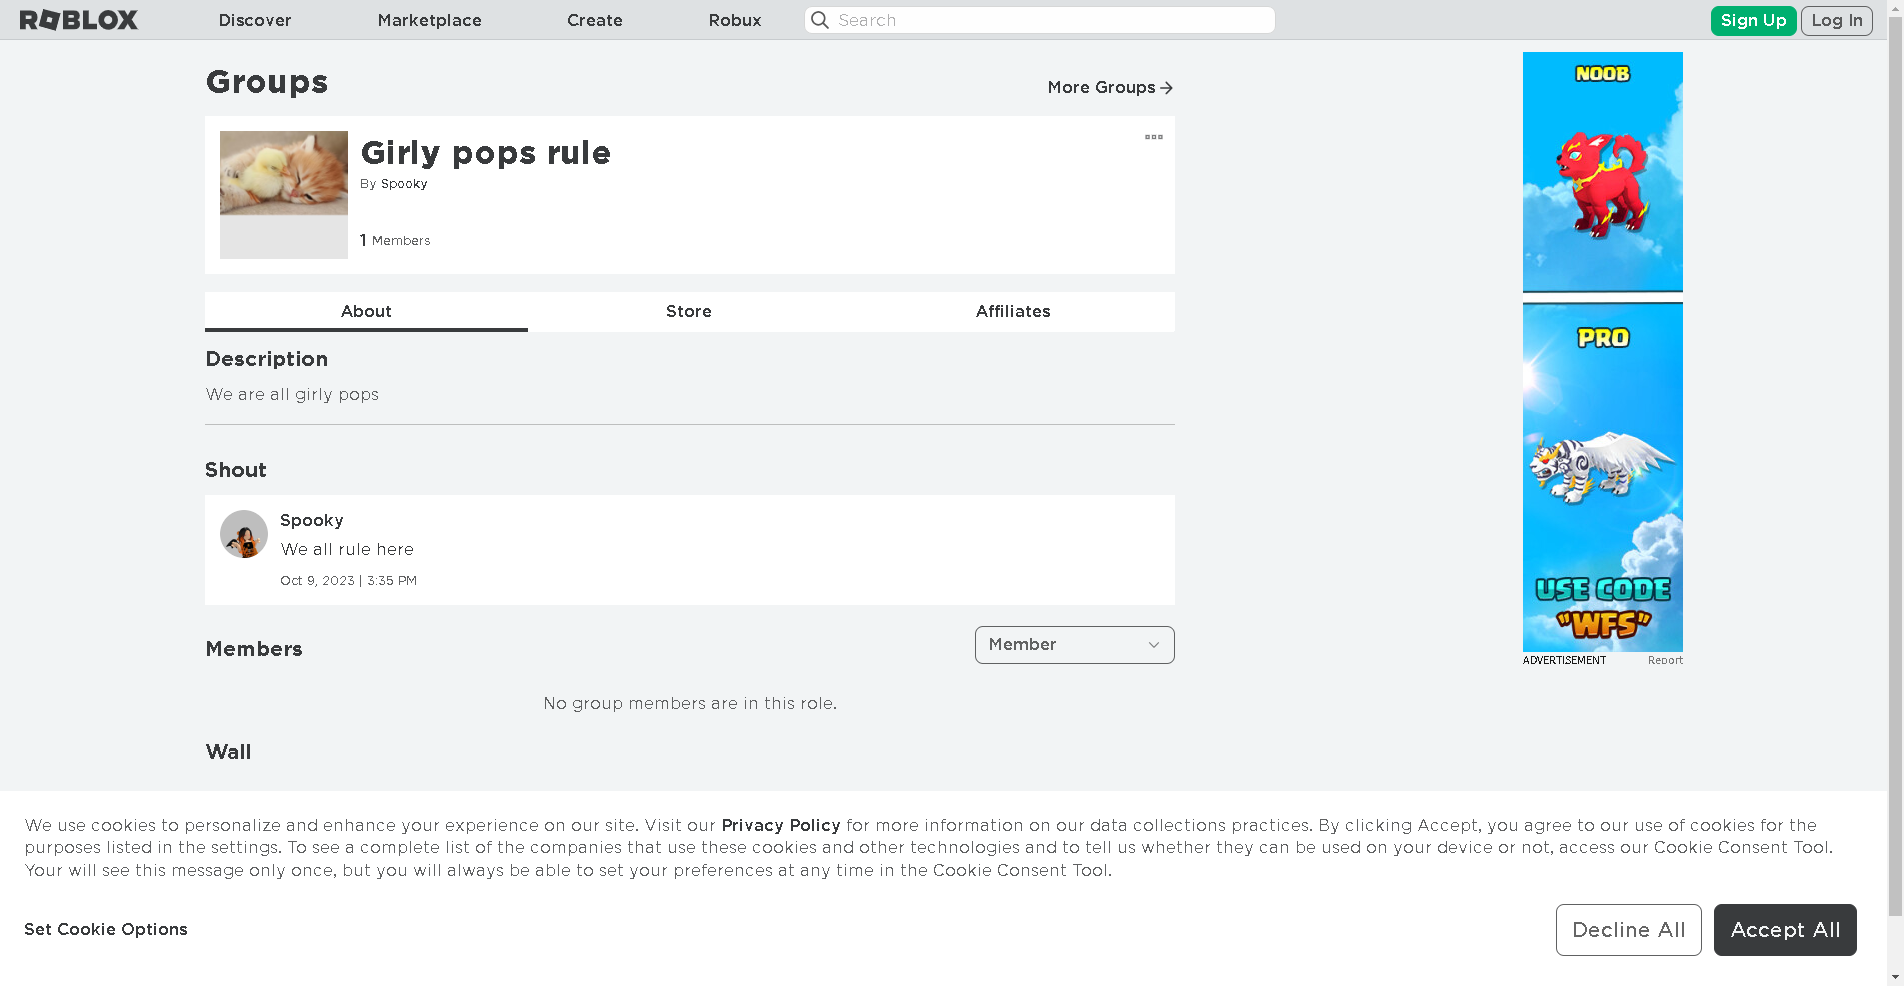 ROBLOX Discover Marketplace Create Robux Search Sign Up Log In
Groups
More Groups
Girly pops rule
By Spooky
1 Members
About Store Affiliates
Description
We are all girly pops
Shout
Spooky
We all rule here
Oct 9, 2023 | 3:35 PM
Members
Member
No group members are in this role.
Wall
NOOB
PRO
USE CODE
"WFS"
ADVERTISEMENT Report
We use cookies to personalize and enhance your experience on our site. Visit our Privacy Policy for more information on our data collections practices. By clicking Accept, you agree to our use of cookies for the
purposes listed in the settings. To see a complete list of the companies that use these cookies and other technologies and to tell us whether they can be used on your device or not, access our Cookie Consent Tool.
Your will see this message only once, but you will always be able to set your preferences at any time in the Cookie Consent Tool.
Set Cookie Options
Decline All
Accept All